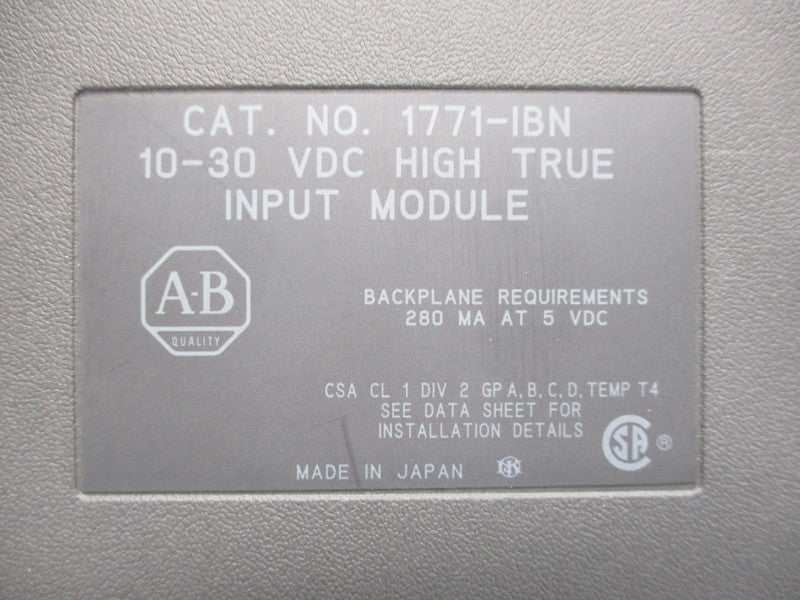 CAT. NO. 1771-IBN
10-30 VDC HIGH TRUE
INPUT MODULE
A-B
QUALITY
BACKPLANE REQUIREMENTS
280 MA AT 5 VDC
CSA CL 1 DIV 2 GP A, B, C, D, TEMP T4
SEE DATA SHEET FOR
INSTALLATION DETAILS
SA ®
MADE IN JAPAN